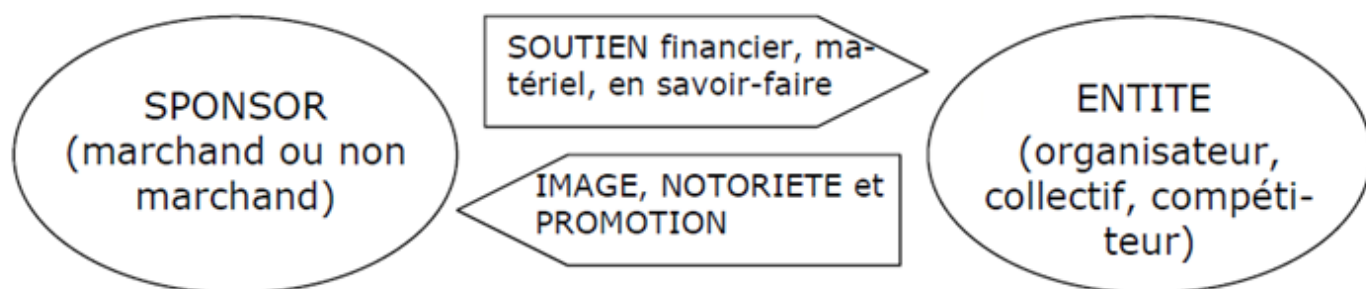 SPONSOR
(marchand ou non
marchand)
SOUTIEN financier, ma-
tériel, en savoir-faire
IMAGE, NOTORIETE et
PROMOTION
ENTITE
(organisateur,
collectif, compéti-
teur)